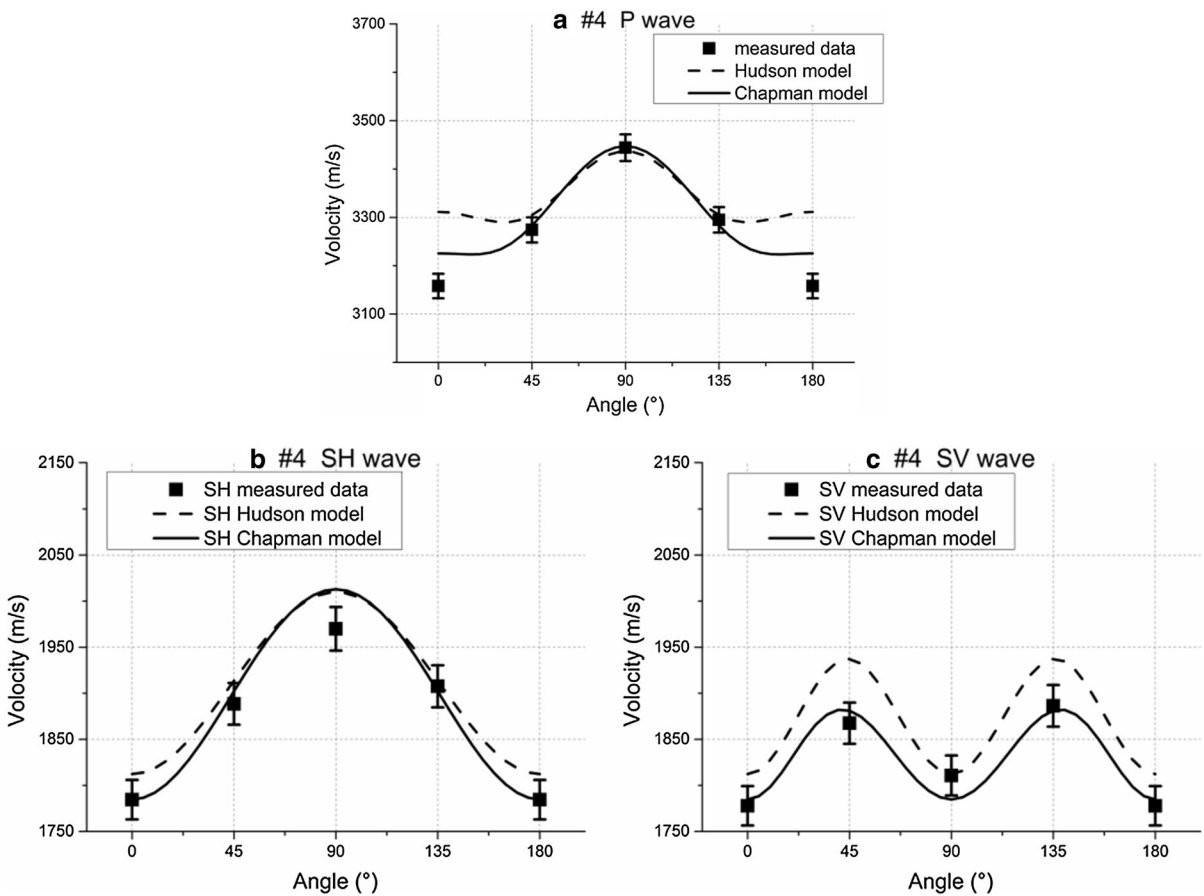 a #4 P wave
measured data
Hudson model
Chapman model
3700
3500
3300
3100
Volocity (m/s)
0 45 90 135 180
Angle (°)
b #4 SH wave
SH measured data
SH Hudson model
SH Chapman model
2150
2050
1950
1850
1750
Volocity (m/s)
0 45 90 135 180
Angle (°)
c #4 SV wave
SV measured data
SV Hudson model
SV Chapman model
2150
2050
1950
1850
1750
Volocity (m/s)
0 45 90 135 180
Angle (°)